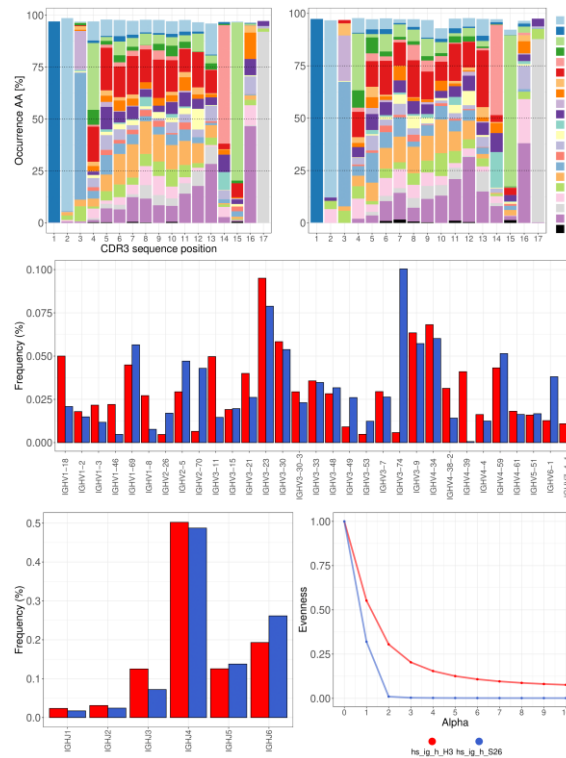 Occurrence AA [%]
100
75
50
25
0
1 2 3 4 5 6 7 8 9 10 11 12 13 14 15 16 17
CDR3 sequence position
100
75
50
25
0
1 2 3 4 5 6 7 8 9 10 11 12 13 14 15 16 17
Frequency (%)
0.100
0.075
0.050
0.025
0.000
IGHV1-18 IGHV1-2 IGHV1-3 IGHV1-46 IGHV1-69 IGHV1-8 IGHV2-26 IGHV2-5 IGHV2-70 IGHV3-11 IGHV3-15 IGHV3-21 IGHV3-23 IGHV3-30 IGHV3-30-3 IGHV3-33 IGHV3-48 IGHV3-49 IGHV3-53 IGHV3-7 IGHV3-74 IGHV3-9 IGHV4-34 IGHV4-38-2 IGHV4-39 IGHV4-4 IGHV4-59 IGHV4-61 IGHV5-51 IGHV6-1
Frequency (%)
0.5
0.4
0.3
0.2
0.1
0.0
IGHJ1 IGHJ2 IGHJ3 IGHJ4 IGHJ5 IGHJ6
Evenness
1.00
0.75
0.50
0.25
0.00
0 1 2 3 4 5 6 7 8 9
Alpha
hs_ig_h_H3 hs_ig_h_S26